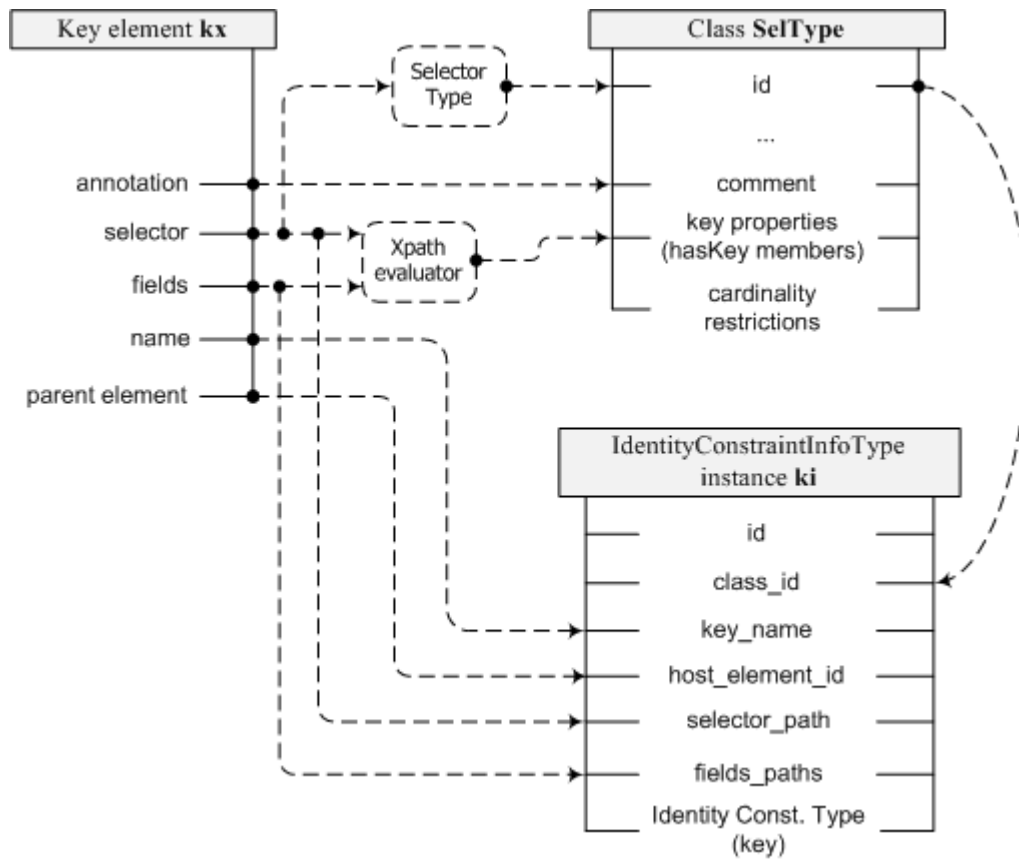 Key element kx
annotation
selector
fields
name
parent element
Selector
Type
Xpath
evaluator
Class SelType
id
...
comment
key properties
(hasKey members)
cardinality
restrictions
IdentityConstraintInfoType
instance ki
id
class_id
key_name
host_element_id
selector_path
fields_paths
Identity Const. Type
(key)